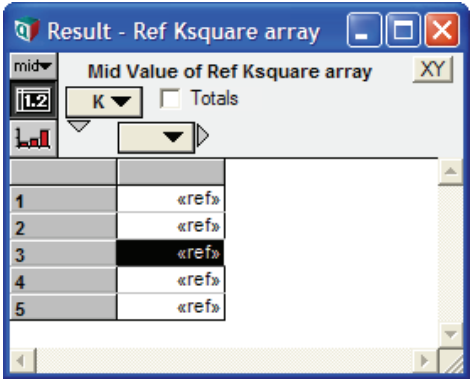 Result - Ref Ksquare array
mid
Mid Value of Ref Ksquare array
XY
1.2
K
Totals
1 «ref»
2 «ref»
3 «ref»
4 «ref»
5 «ref»